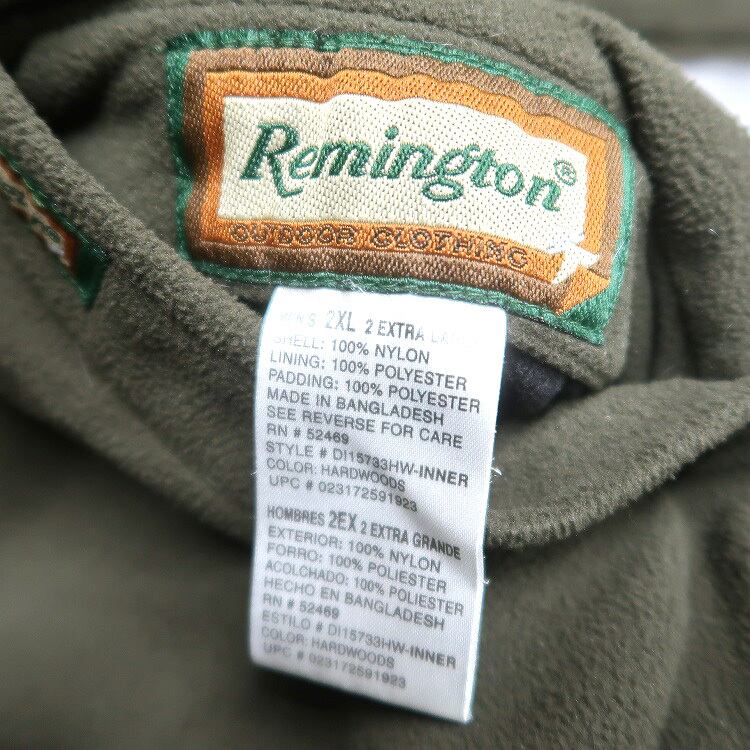 Remington®
OUTDOOR CLOTHING
MEN'S 2XL 2 EXTRA LARGE
SHELL: 100% NYLON
LINING: 100% POLYESTER
PADDING: 100% POLYESTER
MADE IN BANGLADESH
SEE REVERSE FOR CARE
RN # 52469
STYLE # DI15733HW-INNER
COLOR: HARDWOODS
UPC # 023172591923
HOMBRES 2EX 2 EXTRA GRANDE
EXTERIOR: 100% NYLON
FORRO: 100% POLIESTER
ACOLCHADO: 100% POLIESTER
HECHO EN BANGLADESH
RN # 52469
ESTILO # DI15733HW-INNER
COLOR: HARDWOODS
UPC # 023172591923